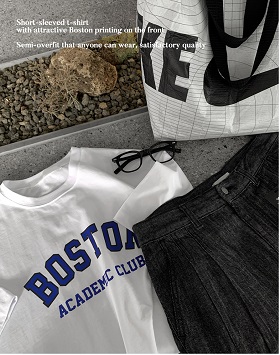 Short-sleeved t-shirt
with attractive Boston printing on the front.
Semi-overfit that anyone can wear, satisfactory quality
ME
BOSTON
ACADEMIC CLUB